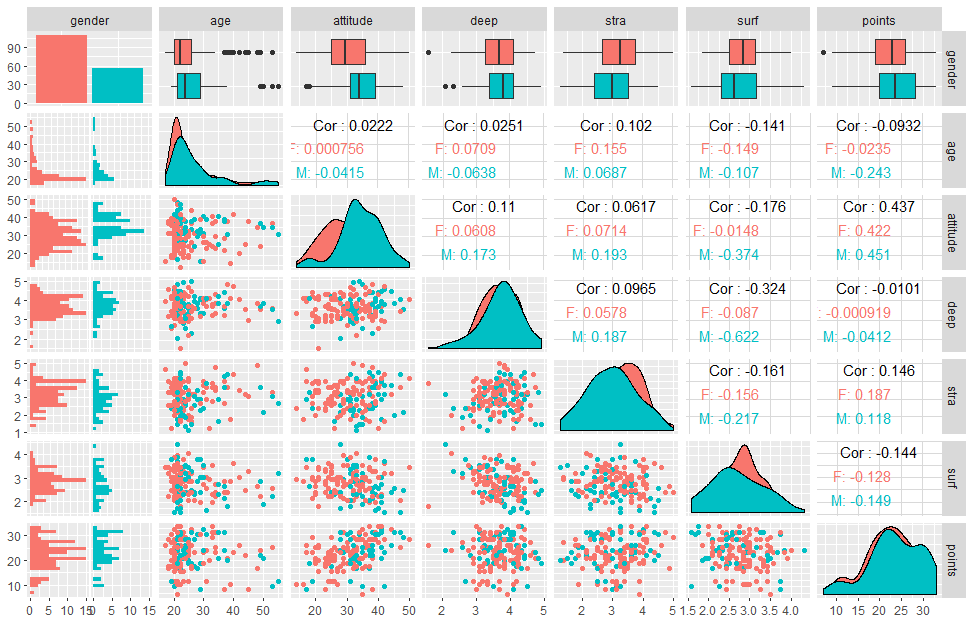 gender age attitude deep stra surf points
90
60
30
0
gender
50
40
30
20
Cor : 0.0222 Cor : 0.0251 Cor : 0.102 Cor : -0.141 Cor : -0.0932
F: 0.000756 F: 0.0709 F: 0.155 F: -0.149 F: -0.0235
M: -0.0415 M: -0.0638 M: 0.0687 M: -0.107 M: -0.243
age
50
40
30
20
Cor : 0.11 Cor : 0.0617 Cor : -0.176 Cor : 0.437
F: 0.0608 F: 0.0714 F: -0.0148 F: 0.422
M: 0.173 M: 0.193 M: -0.374 M: 0.451
attitude
5
4
3
2
Cor : 0.0965 Cor : -0.324 Cor : -0.0101
F: 0.0578 F: -0.087 : -0.000919
M: 0.187 M: -0.622 M: -0.0412
deep
5
4
3
2
1
Cor : -0.161 Cor : 0.146
F: -0.156 F: 0.187
M: -0.217 M: 0.118
stra
4
3
2
Cor : -0.144
F: -0.128
M: -0.149
surf
30
20
10
points
0 5 10 15 0 5 10 15 20 30 40 50 20 30 40 50 2 3 4 5 2 3 4 5 1.5 2.0 2.5 3.0 3.5 4.0 10 20 30